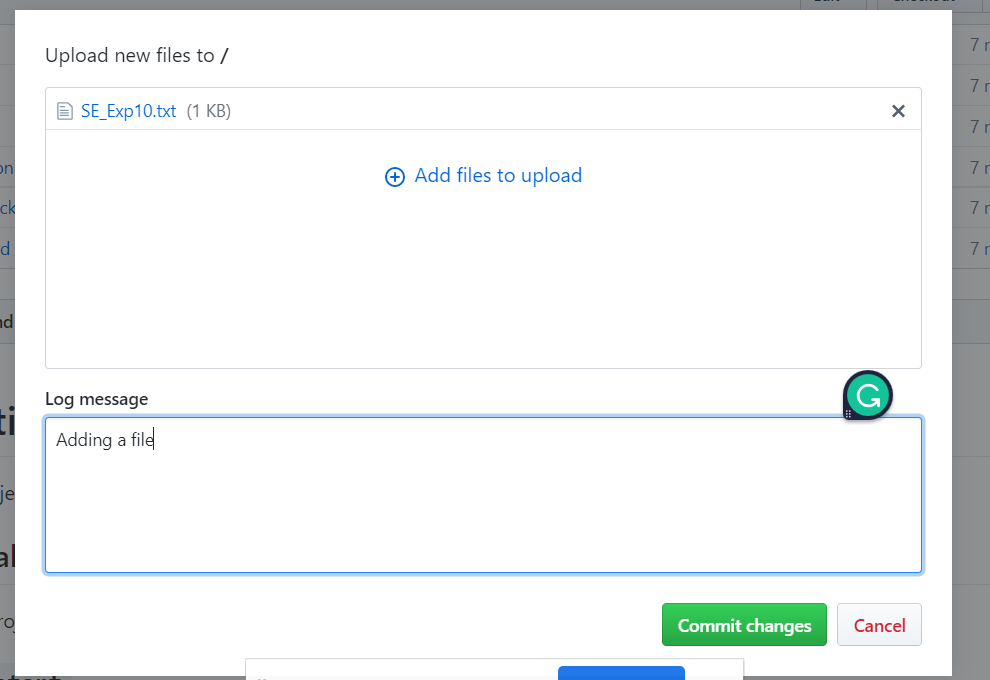 Upload new files to /
SE_Exp10.txt (1 KB)
Add files to upload
Log message
Adding a file
Commit changes
Cancel